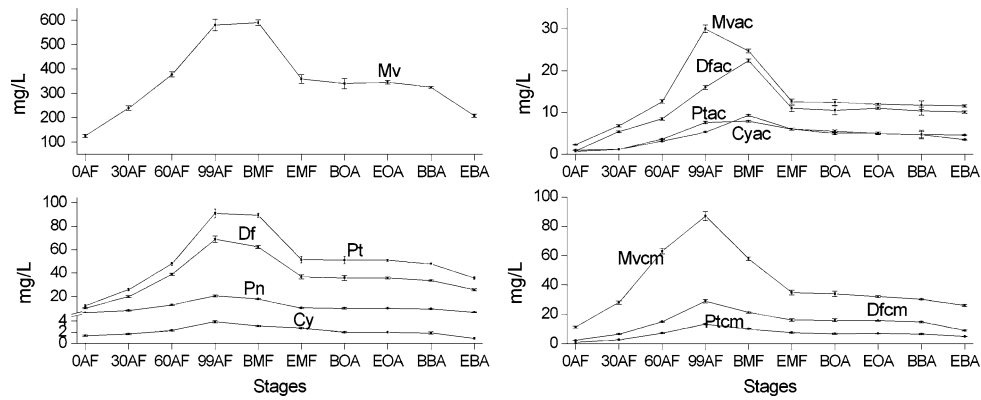 600
500
400
300
200
100
mg/L
Mv
0AF 30AF 60AF 99AF BMF EMF BOA EOA BBA EBA
30
20
10
0
mg/L
Mvac
Dfac
Ptac
Cyac
0AF 30AF 60AF 99AF BMF EMF BOA EOA BBA EBA
100
80
60
40
20
4
2
0
mg/L
Df
Pt
Pn
Cy
0AF 30AF 60AF 99AF BMF EMF BOA EOA BBA EBA
Stages
100
80
60
40
20
0
mg/L
Mvcm
Dfcm
Ptcm
0AF 30AF 60AF 99AF BMF EMF BOA EOA BBA EBA
Stages